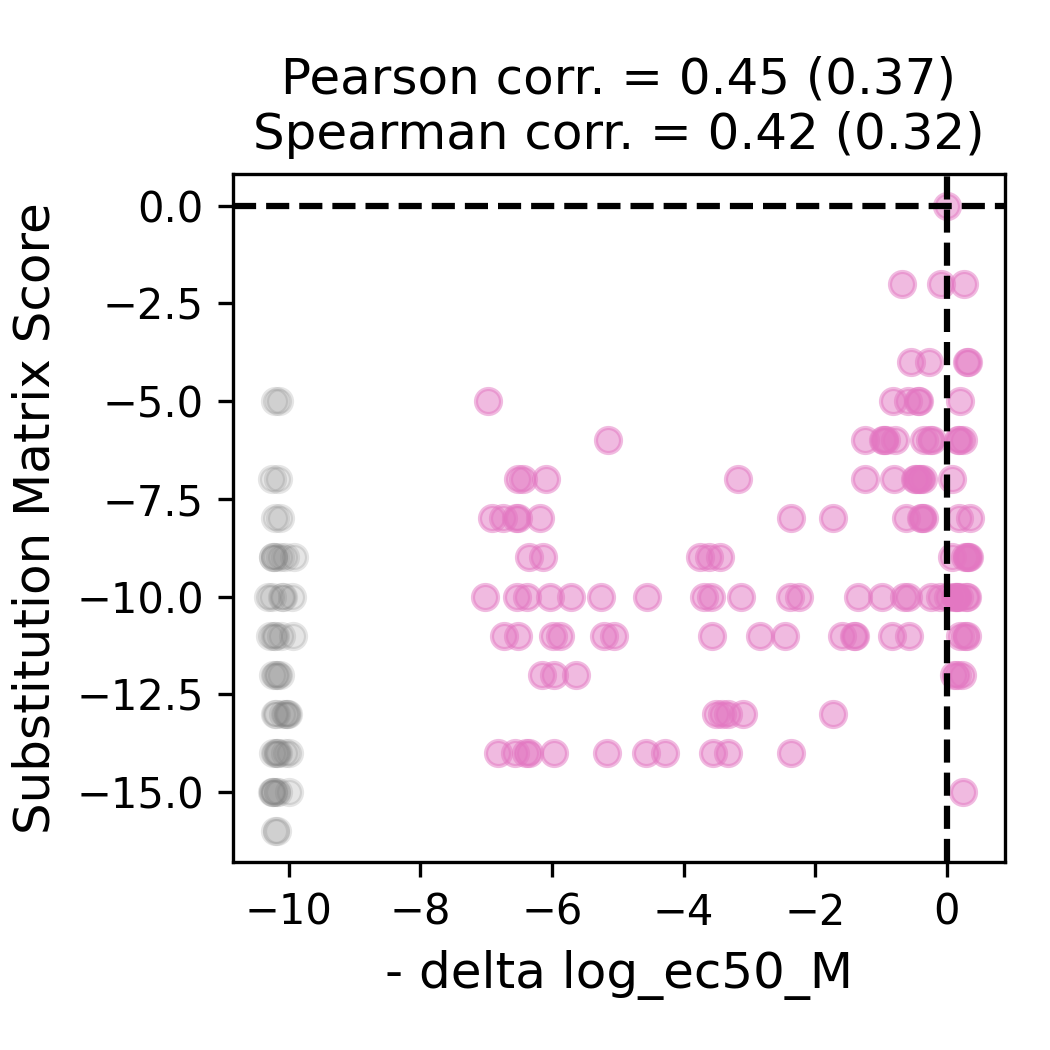 Pearson corr. = 0.45 (0.37)
Spearman corr. = 0.42 (0.32)
Substitution Matrix Score
0.0
−2.5
−5.0
−7.5
−10.0
−12.5
−15.0
−10 −8 −6 −4 −2 0
- delta log_ec50_M